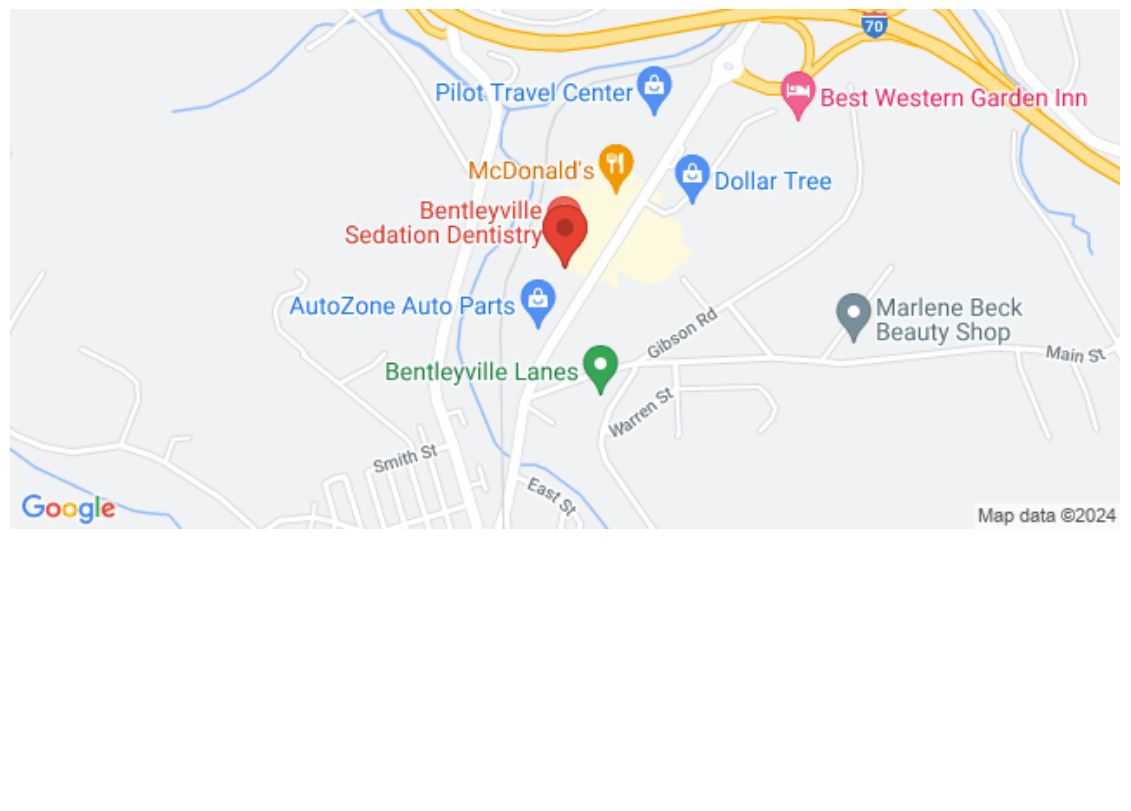 70
Pilot Travel Center
Best Western Garden Inn
McDonald's
Dollar Tree
Bentleyville
Sedation Dentistry
AutoZone Auto Parts
Marlene Beck
Beauty Shop
Gibson Rd
Main St
Bentleyville Lanes
Warren St
Smith St
East St
Google
Map data ©2024